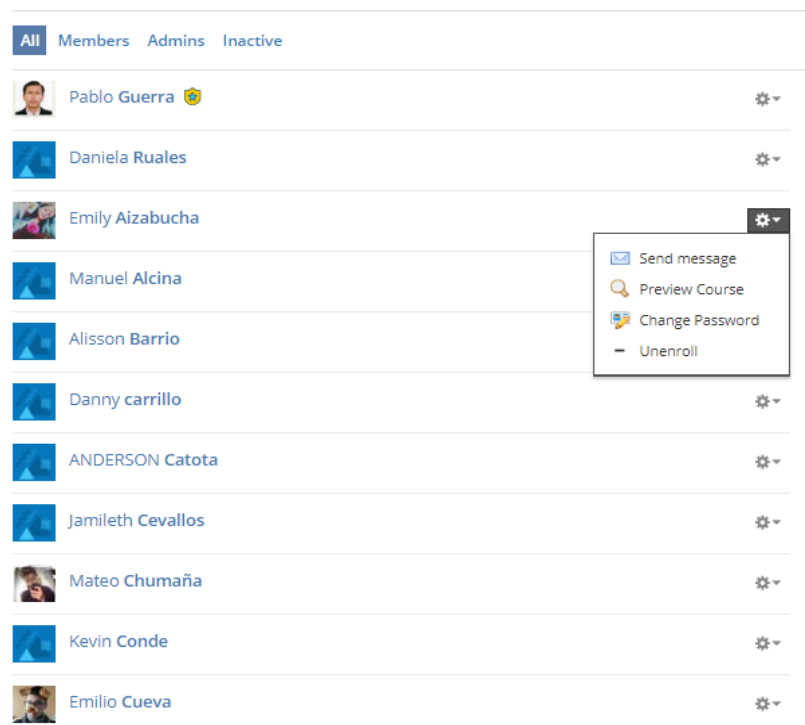 All Members Admins Inactive
Pablo Guerra
Daniela Ruales
Emily Aizabucha
Send message
Manuel Alcina
Preview Course
Change Password
Alisson Barrio
Unenroll
Danny carrillo
ANDERSON Catota
Jamileth Cevallos
Mateo Chumaña
Kevin Conde
Emilio Cueva